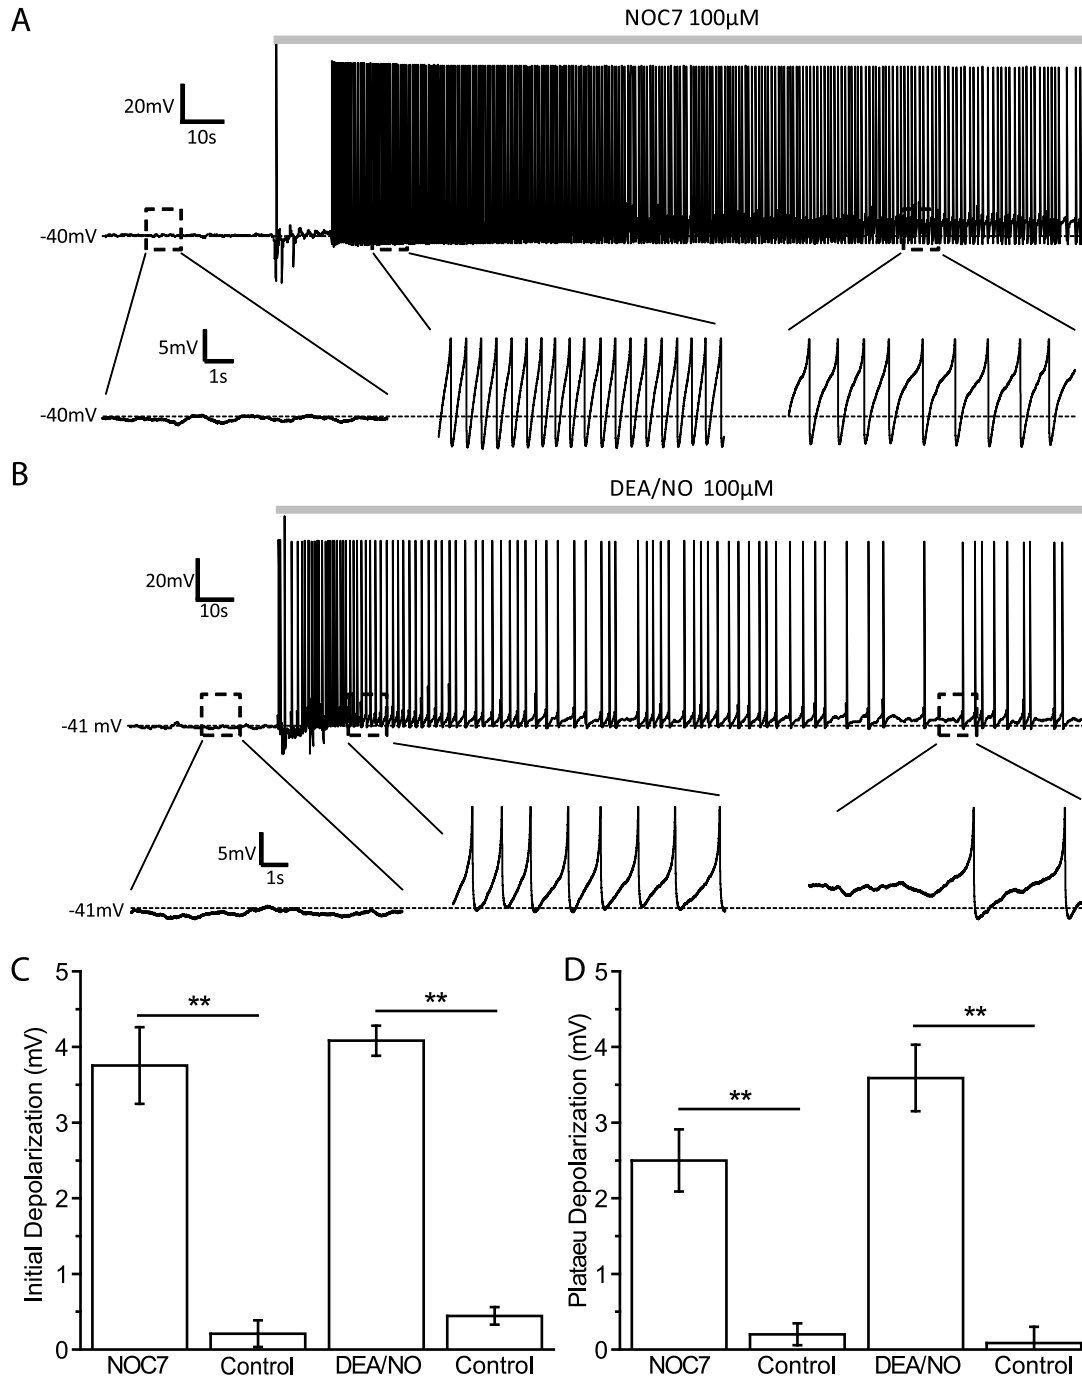 A
NOC7 100µM
20mV
10s
-40mV
5mV
1s
-40mV
B
DEA/NO 100µM
20mV
10s
-41 mV
5mV
1s
-41mV
C
5
4
3
2
1
0
Initial Depolarization (mV)
**
**
NOC7
Control
DEA/NO
Control
D
5
4
3
2
1
0
Plataeu Depolarization (mV)
**
**
NOC7
Control
DEA/NO
Control